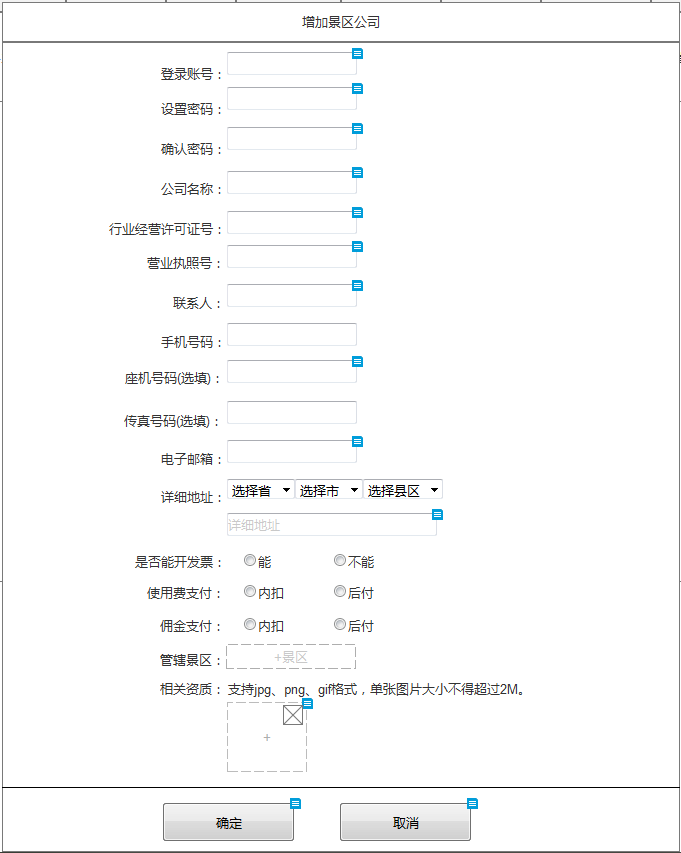 增加景区公司
登录账号：
设置密码：
确认密码：
公司名称：
行业经营许可证号：
营业执照号：
联系人：
手机号码：
座机号码(选填)：
传真号码(选填)：
电子邮箱：
详细地址： 选择省 选择市 选择县区
详细地址
是否能开发票： 能 不能
使用费支付： 内扣 后付
佣金支付： 内扣 后付
管辖景区： +景区
相关资质： 支持jpg、png、gif格式，单张图片大小不得超过2M。
+
确定 取消